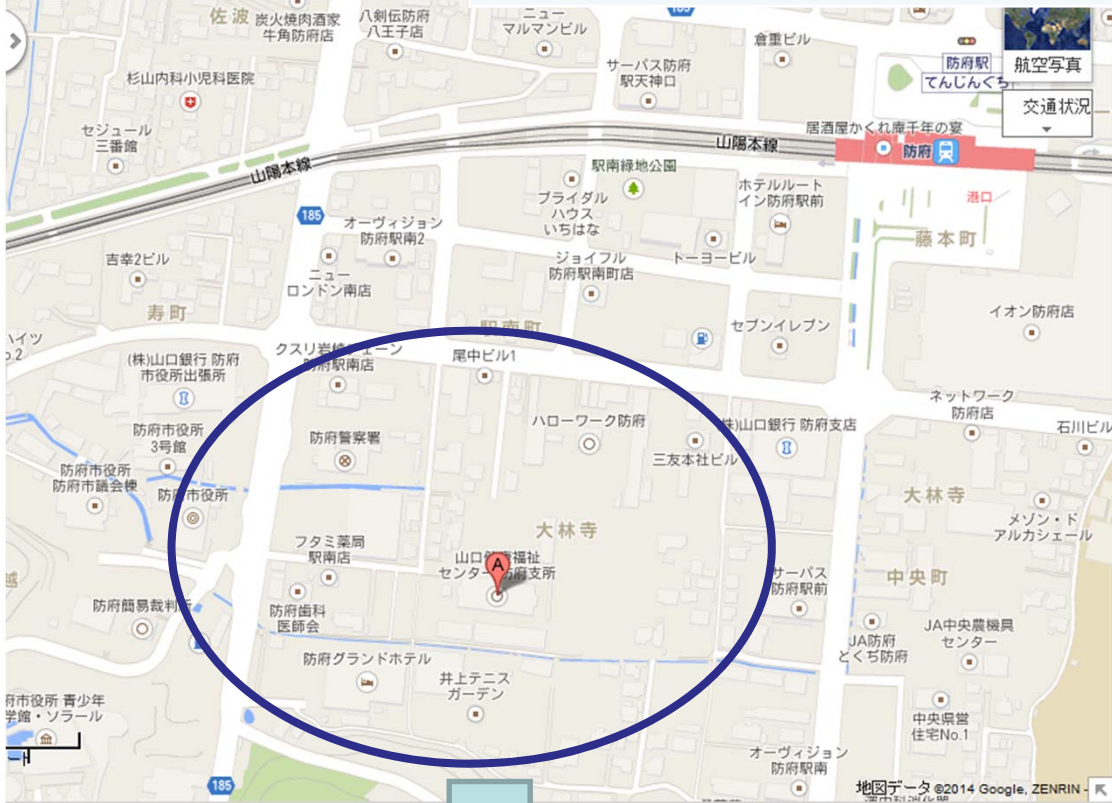 佐波
炭火焼肉酒家
牛角防府店
八剣伝防府
八王子店
ニュー
マルマンビル
185
倉重ビル
サーパス防府
駅天神口
防府駅
てんじんぐち
航空写真
交通状況
杉山内科小児科医院
セジュール
三番館
居酒屋かくれ庵千年の宴
防府
山陽本線
山陽本線
駅南緑地公園
港口
185
オーヴィジョン
防府駅南2
ブライダル
ハウス
いちはな
ホテルルート
イン防府駅前
藤本町
吉幸2ビル
ニュー
ロンドン南店
ジョイフル
防府駅南町店
トーヨービル
寿町
駅南町
セブンイレブン
イオン防府店
ハイツ
o.2
(株)山口銀行 防府
市役所出張所
クスリ岩崎チェーン
防府駅南店
尾中ビル1
ネットワーク
防府店
石川ビル
防府市役所
3号館
防府警察署
ハローワーク防府
(株)山口銀行 防府支店
三友本社ビル
防府市役所
防府市議会棟
防府市役所
大林寺
大林寺
メゾン・ド
アルカシェール
フタミ薬局
駅南店
山口健康福祉
センター防府支所
A
サーパス
防府駅前
中央町
越
防府簡易裁判所
防府歯科
医師会
JA防府
とくぢ防府
JA中央農機具
センター
防府グランドホテル
井上テニス
ガーデン
府市役所 青少年
学館・ソラール
中央県営
住宅No.1
オーヴィジョン
防府駅南
185
地図データ ©2014 Google, ZENRIN -